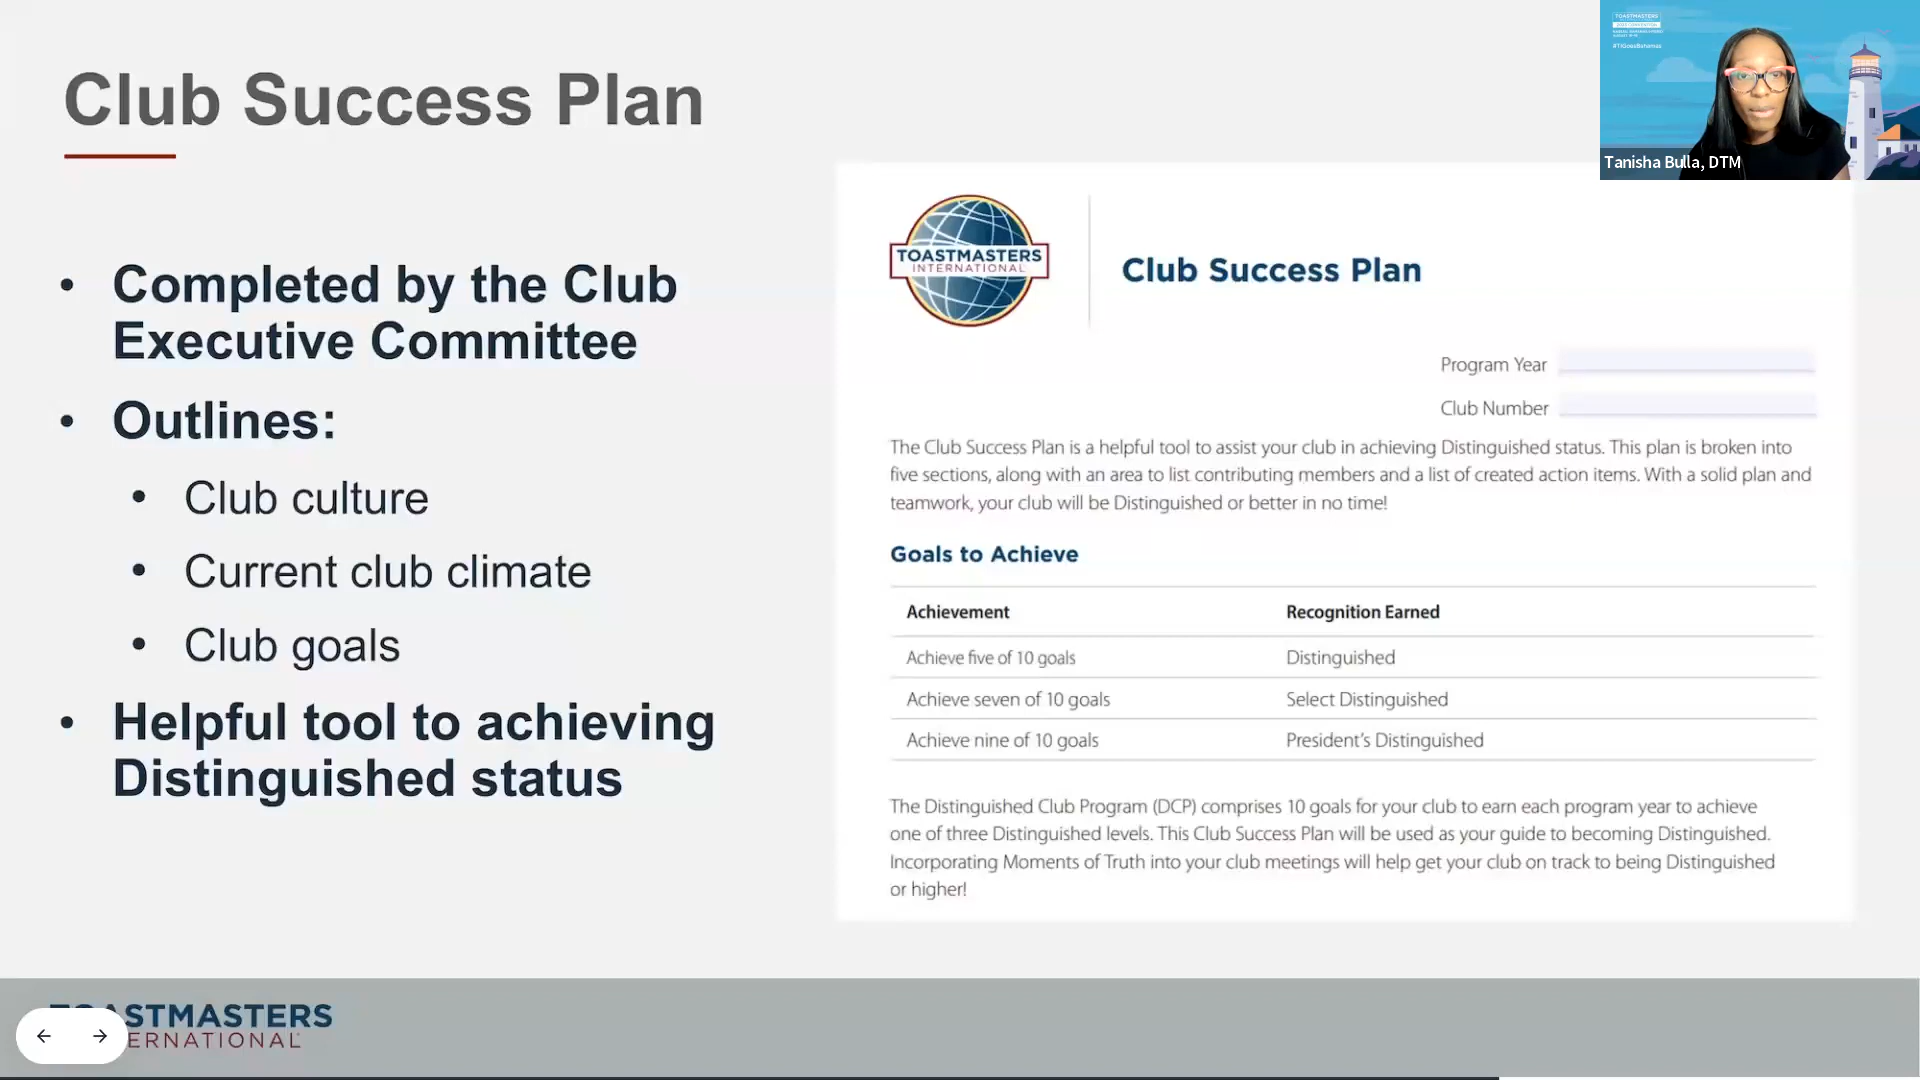 Club Success Plan
• Completed by the Club
Executive Committee
• Outlines:
• Club culture
• Current club climate
• Club goals
• Helpful tool to achieving
Distinguished status
TOASTMASTERS
#TIGoesBahamas
Tanisha Bulla, DTM
TOASTMASTERS
INTERNATIONAL
Club Success Plan
Program Year
Club Number
The Club Success Plan is a helpful tool to assist your club in achieving Distinguished status. This plan is broken into
five sections, along with an area to list contributing members and a list of created action items. With a solid plan and
teamwork, your club will be Distinguished or better in no time!
Goals to Achieve
Achievement Recognition Earned
Achieve five of 10 goals Distinguished
Achieve seven of 10 goals Select Distinguished
Achieve nine of 10 goals President’s Distinguished
The Distinguished Club Program (DCP) comprises 10 goals for your club to earn each program year to achieve
one of three Distinguished levels. This Club Success Plan will be used as your guide to becoming Distinguished.
Incorporating Moments of Truth into your club meetings will help get your club on track to being Distinguished
or higher!
TOASTMASTERS
ERNATIONAL